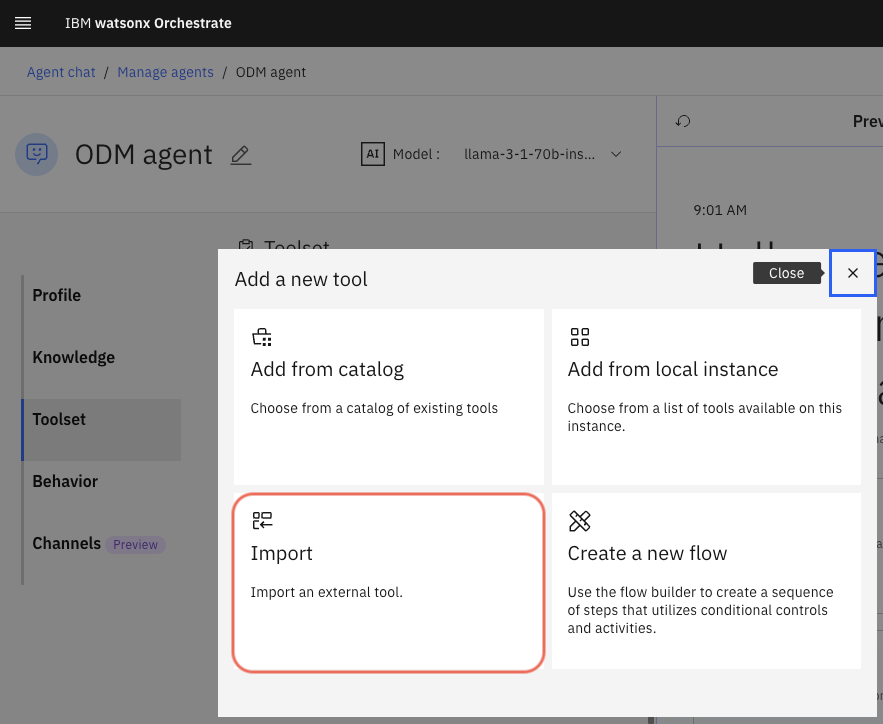 IBM watsonx Orchestrate
Agent chat / Manage agents / ODM agent
ODM agent
AI Model : llama-3-1-70b-ins...
9:01 AM
Toolset
Profile
Knowledge
Toolset
Behavior
Channels Preview
Add a new tool
Close
Add from catalog
Choose from a catalog of existing tools
Add from local instance
Choose from a list of tools available on this
instance.
Import
Import an external tool.
Create a new flow
Use the flow builder to create a sequence
of steps that utilizes conditional controls
and activities.